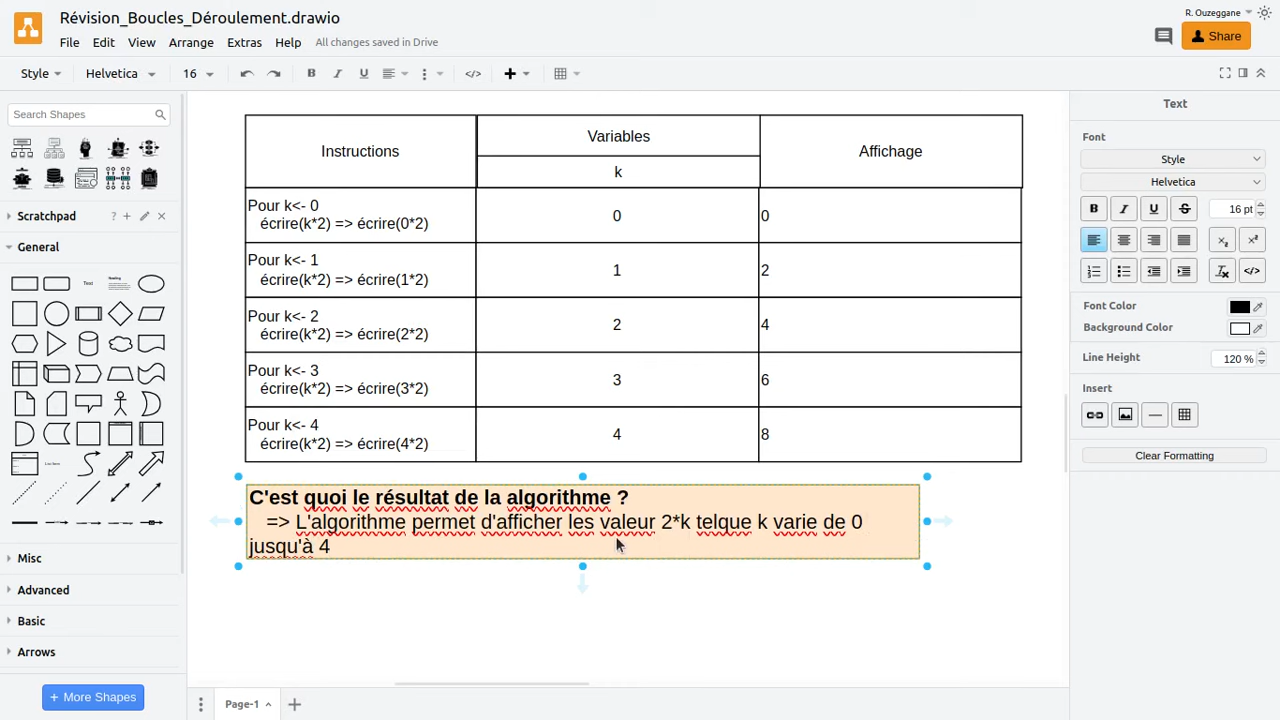 Révision_Boucles_Déroulement.drawio
R. Ouzeggane
File Edit View Arrange Extras Help All changes saved in Drive
Share
Style Helvetica 16 B I U </>
Search Shapes
Scratchpad
General
Text
Heading
List Item
Misc
Advanced
Basic
Arrows
+ More Shapes
Instructions
Variables
k
Affichage
Pour k<- 0
écrire(k*2) => écrire(0*2)
0
0
Pour k<- 1
écrire(k*2) => écrire(1*2)
1
2
Pour k<- 2
écrire(k*2) => écrire(2*2)
2
4
Pour k<- 3
écrire(k*2) => écrire(3*2)
3
6
Pour k<- 4
écrire(k*2) => écrire(4*2)
4
8
C'est quoi le résultat de la algorithme ?
=> L'algorithme permet d'afficher les valeur 2*k telque k varie de 0
jusqu'à 4
Page-1
Text
Font
Style
Helvetica
B I U S 16 pt
Font Color
Background Color
Line Height 120 %
Insert
Clear Formatting